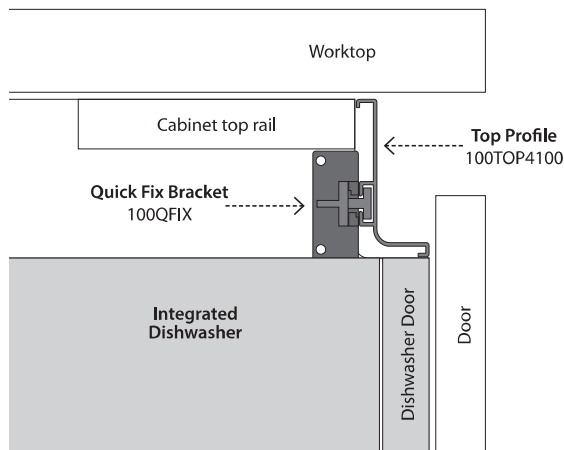 Worktop
Cabinet top rail
Top Profile
100TOP4100
Quick Fix Bracket
100QFIX
Integrated
Dishwasher
Dishwasher Door
Door